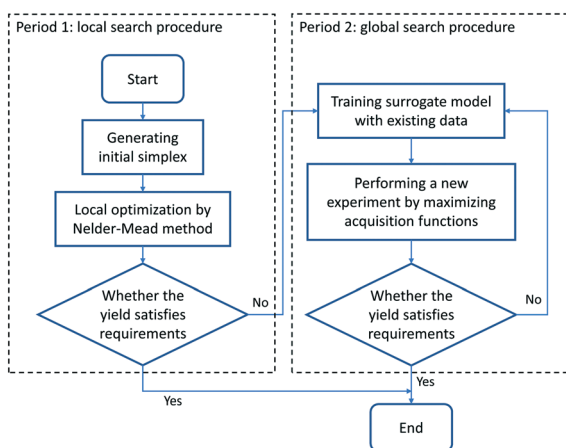 Period 1: local search procedure
Start
Generating
initial simplex
Local optimization by
Nelder-Mead method
Whether the
yield satisfies
requirements
No
Yes
Period 2: global search procedure
Training surrogate model
with existing data
Performing a new
experiment by maximizing
acquisition functions
Whether the
yield satisfies
requirements
No
Yes
End